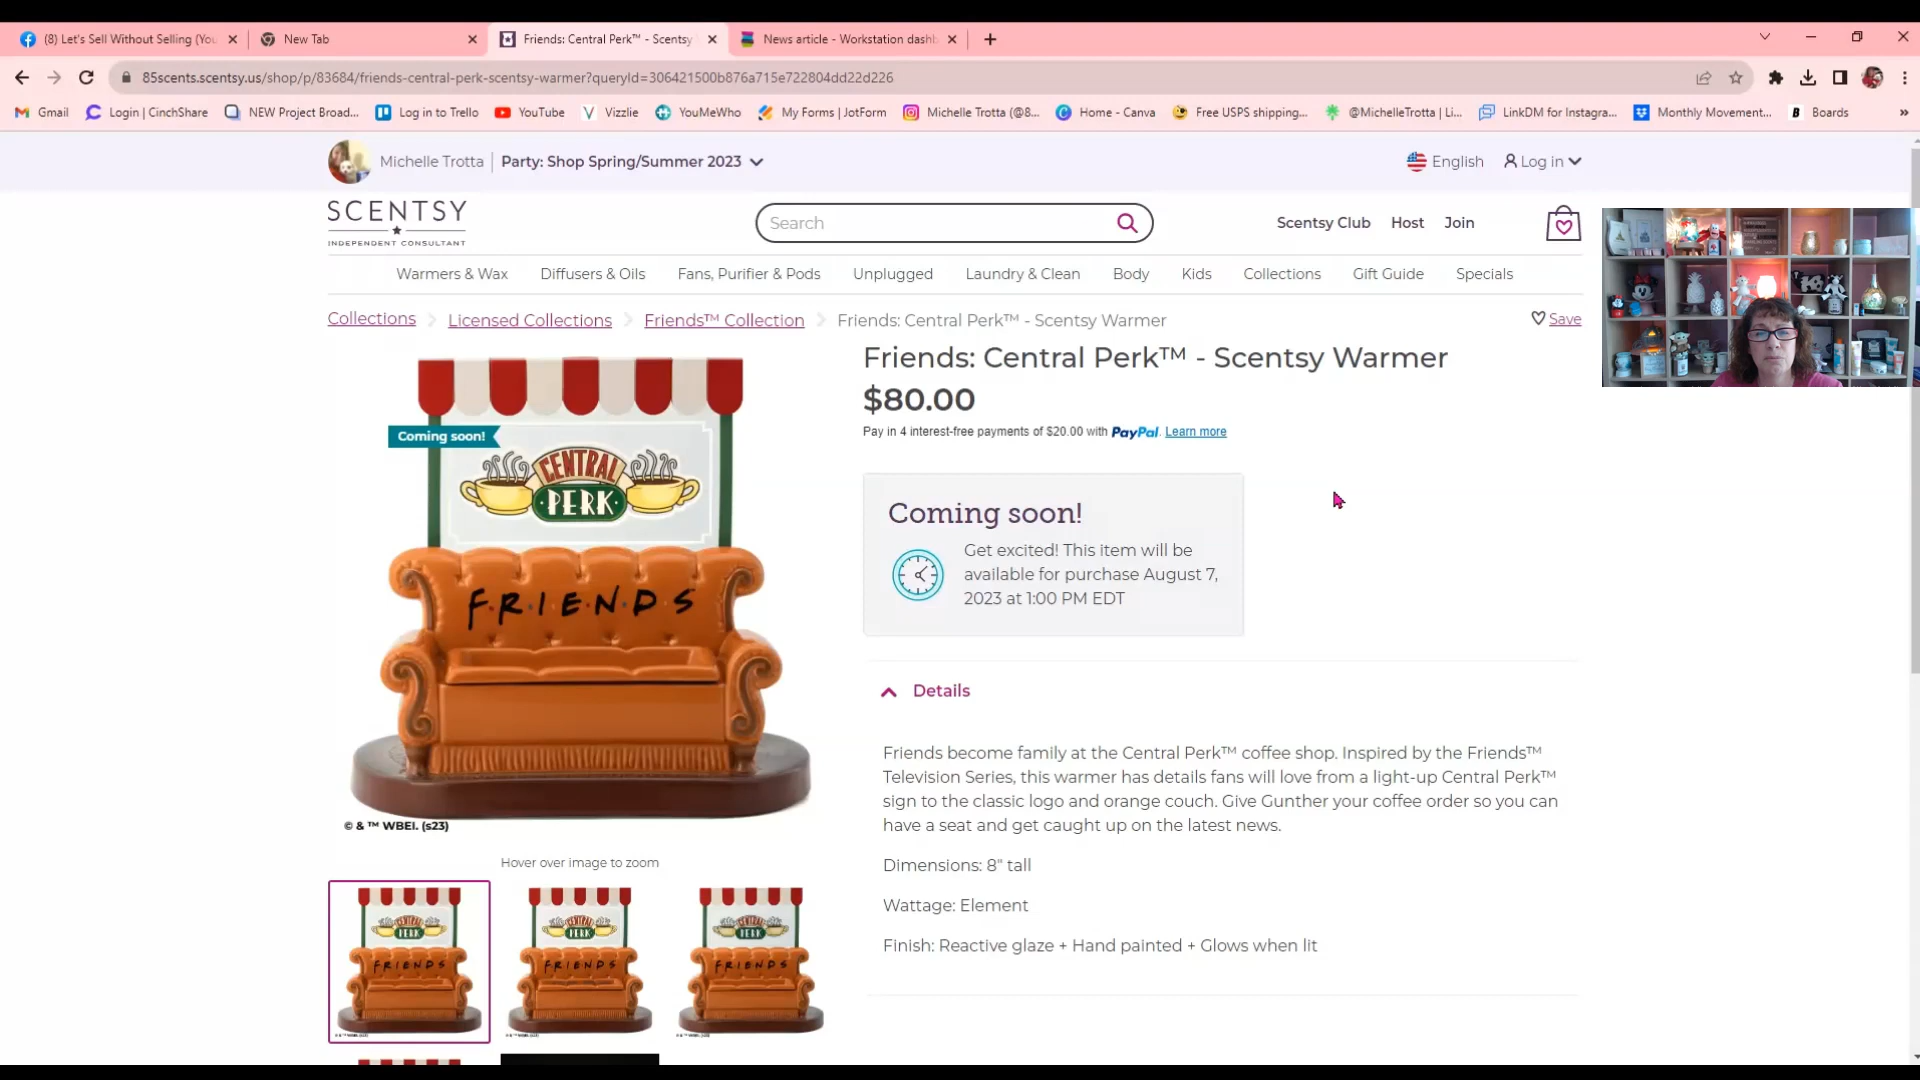 (8) Let's Sell Without Selling (You
New Tab
Friends: Central Perk™ - Scentsy
News article - Workstation dashb
85scents.scentsy.us/shop/p/83684/friends-central-perk-scentsy-warmer?queryId=306421500b876a715e722804dd22d226
Gmail
Login | CinchShare
NEW Project Broad...
Log in to Trello
YouTube
Vizzlie
YouMeWho
My Forms | JotForm
Michelle Trotta (@8...
Home - Canva
Free USPS shipping...
@MichelleTrotta | Li...
LinkDM for Instagra...
Monthly Movement...
Boards
Michelle Trotta
Party: Shop Spring/Summer 2023
English
Log in
SCENTSY
INDEPENDENT CONSULTANT
Search
Scentsy Club
Host
Join
Warmers & Wax
Diffusers & Oils
Fans, Purifier & Pods
Unplugged
Laundry & Clean
Body
Kids
Collections
Gift Guide
Specials
Collections
Licensed Collections
Friends™ Collection
Friends: Central Perk™ - Scentsy Warmer
Save
Coming soon!
CENTRAL
PERK
F·R·I·E·N·D·S
© & ™ WBEI. (s23)
Hover over image to zoom
CENTRAL
PERK
F·R·I·E·N·D·S
CENTRAL
PERK
F·R·I·E·N·D·S
CENTRAL
PERK
F·R·I·E·N·D·S
Friends: Central Perk™ - Scentsy Warmer
$80.00
Pay in 4 interest-free payments of $20.00 with PayPal. Learn more
Coming soon!
Get excited! This item will be
available for purchase August 7,
2023 at 1:00 PM EDT
Details
Friends become family at the Central Perk™ coffee shop. Inspired by the Friends™
Television Series, this warmer has details fans will love from a light-up Central Perk™
sign to the classic logo and orange couch. Give Gunther your coffee order so you can
have a seat and get caught up on the latest news.
Dimensions: 8" tall
Wattage: Element
Finish: Reactive glaze + Hand painted + Glows when lit